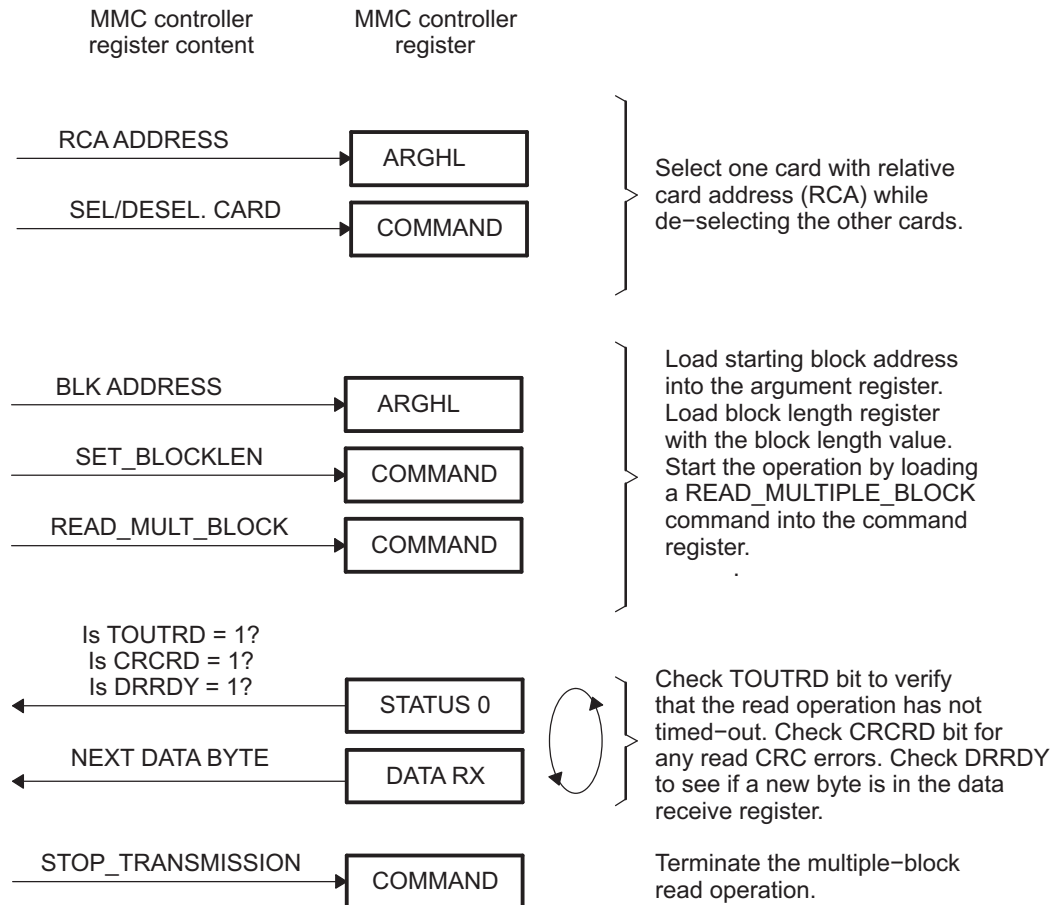 MMC controller
register content
MMC controller
register
RCA ADDRESS
ARGHL
SEL/DESEL. CARD
COMMAND
Select one card with relative
card address (RCA) while
de−selecting the other cards.
BLK ADDRESS
ARGHL
SET_BLOCKLEN
COMMAND
READ_MULT_BLOCK
COMMAND
Load starting block address
into the argument register.
Load block length register
with the block length value.
Start the operation by loading
a READ_MULTIPLE_BLOCK
command into the command
register.
.
Is TOUTRD = 1?
Is CRCRD = 1?
Is DRRDY = 1?
STATUS 0
NEXT DATA BYTE
DATA RX
Check TOUTRD bit to verify
that the read operation has not
timed−out. Check CRCRD bit for
any read CRC errors. Check DRRDY
to see if a new byte is in the data
receive register.
STOP_TRANSMISSION
COMMAND
Terminate the multiple−block
read operation.